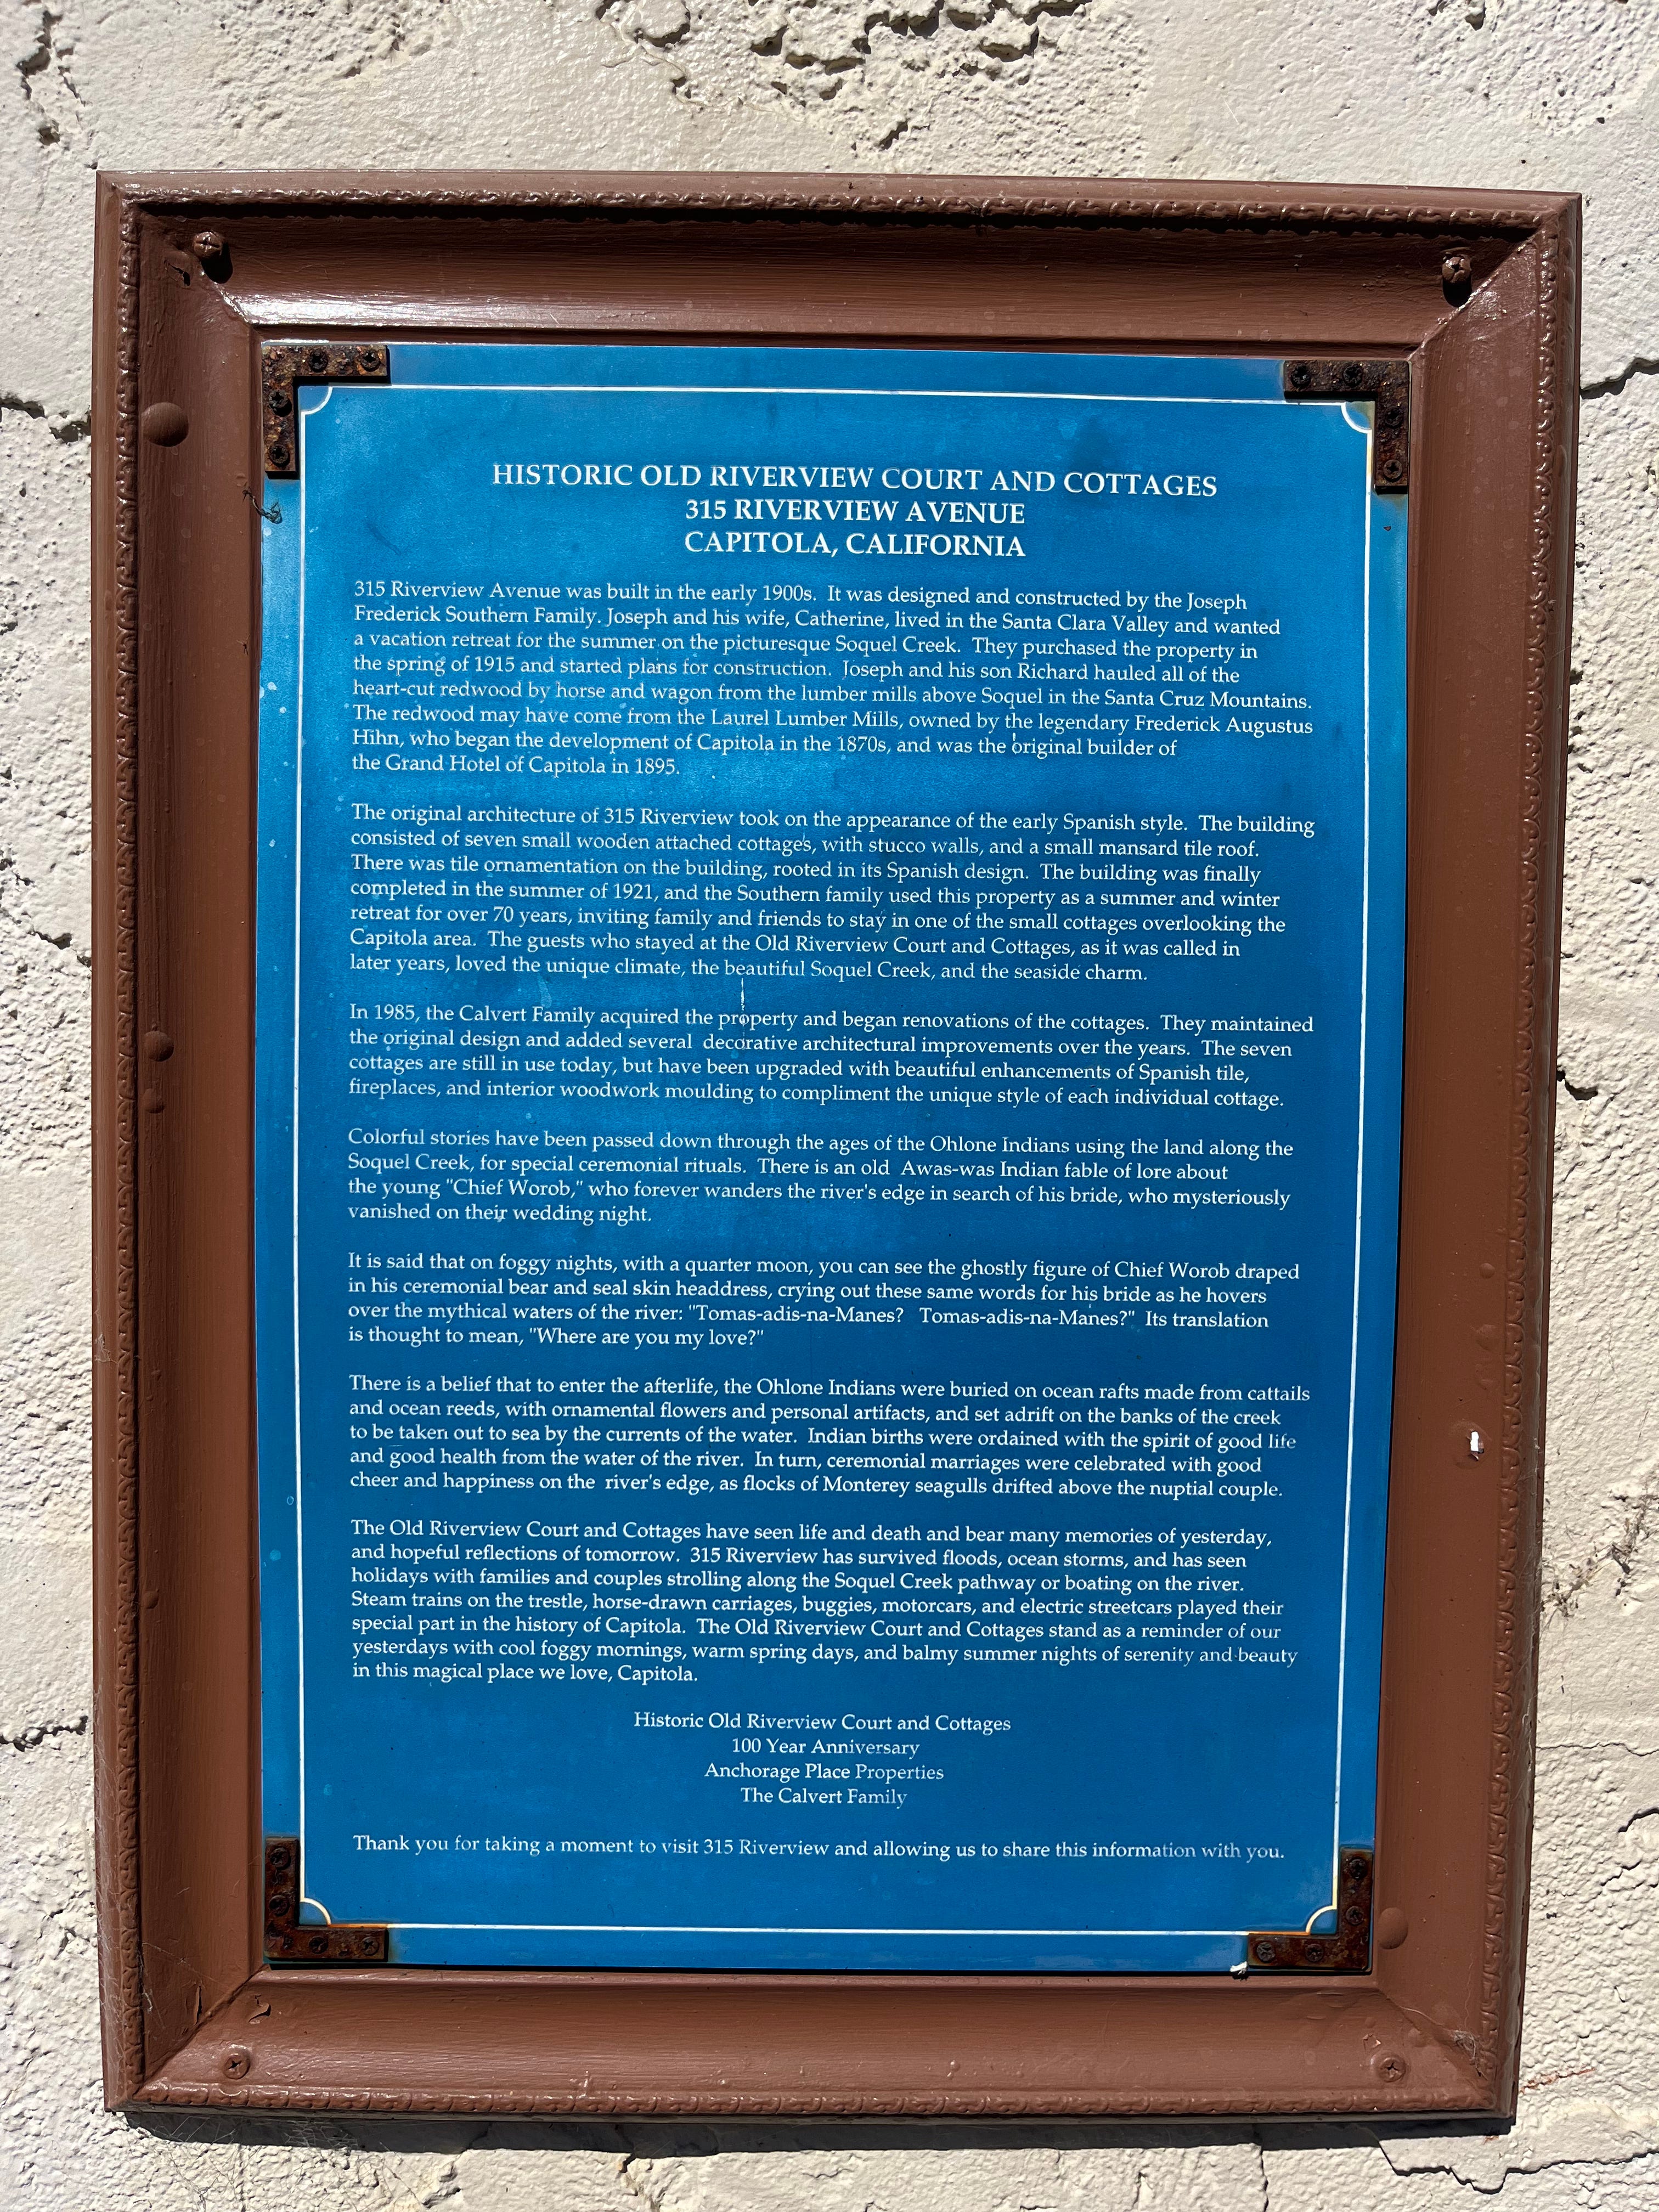 HISTORIC OLD RIVERVIEW COURT AND COTTAGES
315 RIVERVIEW AVENUE
CAPITOLA, CALIFORNIA
315 Riverview Avenue was built in the early 1900s. It was designed and constructed by the Joseph
Frederick Southern Family. Joseph and his wife, Catherine, lived in the Santa Clara Valley and wanted
a vacation retreat for the summer on the picturesque Soquel Creek. They purchased the property in
the spring of 1915 and started plans for construction. Joseph and his son Richard hauled all of the
heart-cut redwood by horse and wagon from the lumber mills above Soquel in the Santa Cruz Mountains.
The redwood may have come from the Laurel Lumber Mills, owned by the legendary Frederick Augustus
Hihn, who began the development of Capitola in the 1870s, and was the original builder of
the Grand Hotel of Capitola in 1895.
The original architecture of 315 Riverview took on the appearance of the early Spanish style. The building
consisted of seven small wooden attached cottages, with stucco walls, and a small mansard tile roof.
There was tile ornamentation on the building, rooted in its Spanish design. The building was finally
completed in the summer of 1921, and the Southern family used this property as a summer and winter
retreat for over 70 years, inviting family and friends to stay in one of the small cottages overlooking the
Capitola area. The guests who stayed at the Old Riverview Court and Cottages, as it was called in
later years, loved the unique climate, the beautiful Soquel Creek, and the seaside charm.
In 1985, the Calvert Family acquired the property and began renovations of the cottages. They maintained
the original design and added several decorative architectural improvements over the years. The seven
cottages are still in use today, but have been upgraded with beautiful enhancements of Spanish tile,
fireplaces, and interior woodwork moulding to compliment the unique style of each individual cottage.
Colorful stories have been passed down through the ages of the Ohlone Indians using the land along the
Soquel Creek, for special ceremonial rituals. There is an old Awas-was Indian fable of lore about
the young "Chief Worob," who forever wanders the river's edge in search of his bride, who mysteriously
vanished on their wedding night.
It is said that on foggy nights, with a quarter moon, you can see the ghostly figure of Chief Worob draped
in his ceremonial bear and seal skin headdress, crying out these same words for his bride as he hovers
over the mythical waters of the river: "Tomas-adis-na-Manes? Tomas-adis-na-Manes?" Its translation
is thought to mean, "Where are you my love?"
There is a belief that to enter the afterlife, the Ohlone Indians were buried on ocean rafts made from cattails
and ocean reeds, with ornamental flowers and personal artifacts, and set adrift on the banks of the creek
to be taken out to sea by the currents of the water. Indian births were ordained with the spirit of good life
and good health from the water of the river. In turn, ceremonial marriages were celebrated with good
cheer and happiness on the river's edge, as flocks of Monterey seagulls drifted above the nuptial couple.
The Old Riverview Court and Cottages have seen life and death and bear many memories of yesterday,
and hopeful reflections of tomorrow. 315 Riverview has survived floods, ocean storms, and has seen
holidays with families and couples strolling along the Soquel Creek pathway or boating on the river.
Steam trains on the trestle, horse-drawn carriages, buggies, motorcars, and electric streetcars played their
special part in the history of Capitola. The Old Riverview Court and Cottages stand as a reminder of our
yesterdays with cool foggy mornings, warm spring days, and balmy summer nights of serenity and beauty
in this magical place we love, Capitola.
Historic Old Riverview Court and Cottages
100 Year Anniversary
Anchorage Place Properties
The Calvert Family
Thank you for taking a moment to visit 315 Riverview and allowing us to share this information with you.